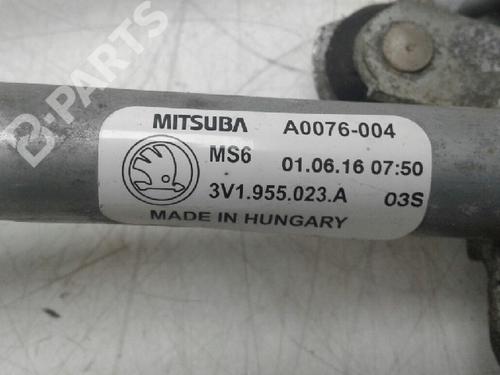 B-PARTS
MITSUBA A0076-004
MS6 01.06.16 07:50
3V1.955.023.A 03S
MADE IN HUNGARY